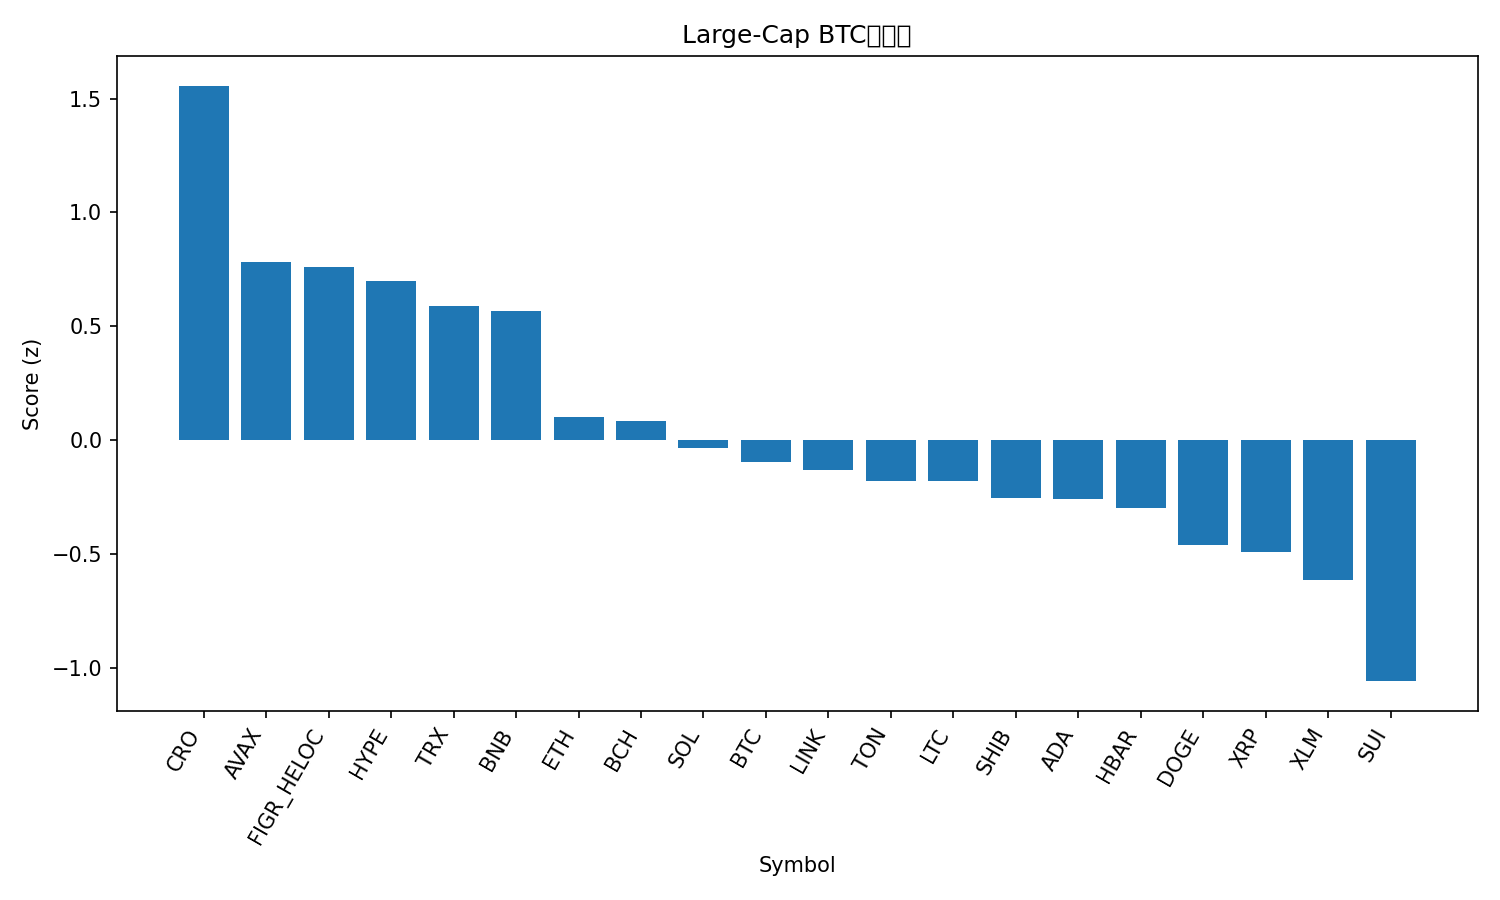 Large-Cap BTC
Score (z)
1.5
1.0
0.5
0.0
−0.5
−1.0
CRO
AVAX
FIGR_HELOC
HYPE
TRX
BNB
ETH
BCH
SOL
BTC
LINK
TON
LTC
SHIB
ADA
HBAR
DOGE
XRP
XLM
SUI
Symbol